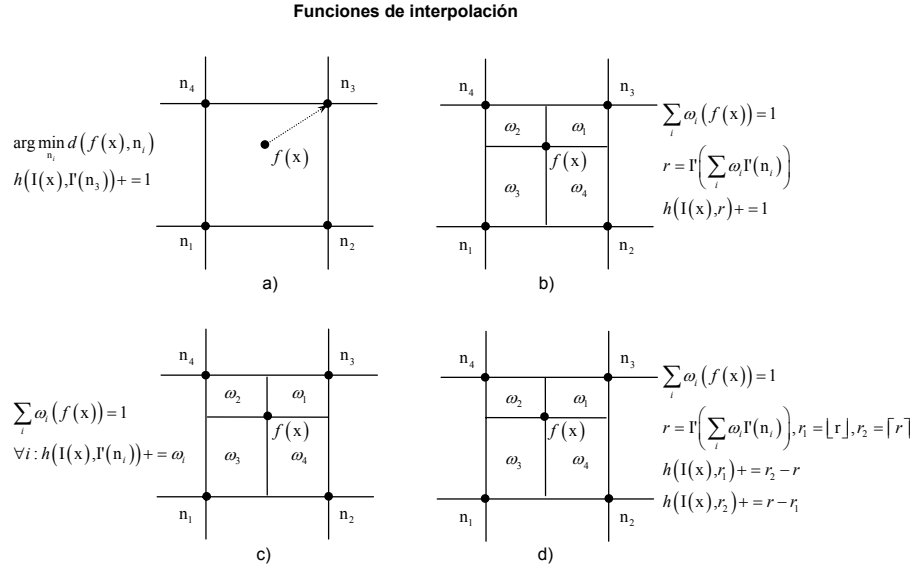 Funciones de interpolación
n₄ n₃
f(x)
n₁ n₂
arg min d(f(x), nᵢ)
nᵢ
h(I(x),I'(n₃))+ = 1
a)
n₄ n₃
ω₂ ω₁
f(x)
ω₃ ω₄
n₁ n₂
∑ ωᵢ(f(x)) = 1
i
r = I'(∑ ωᵢI'(nᵢ))
i
h(I(x),r)+ = 1
b)
n₄ n₃
ω₂ ω₁
f(x)
ω₃ ω₄
n₁ n₂
∑ ωᵢ(f(x)) = 1
i
∀i : h(I(x),I'(nᵢ))+ = ωᵢ
c)
n₄ n₃
ω₂ ω₁
f(x)
ω₃ ω₄
n₁ n₂
∑ ωᵢ(f(x)) = 1
i
r = I'(∑ ωᵢI'(nᵢ)), r₁ = ⌊r⌋, r₂ = ⌈r⌉
i
h(I(x),r₁)+ = r₂ − r
h(I(x),r₂)+ = r − r₁
d)